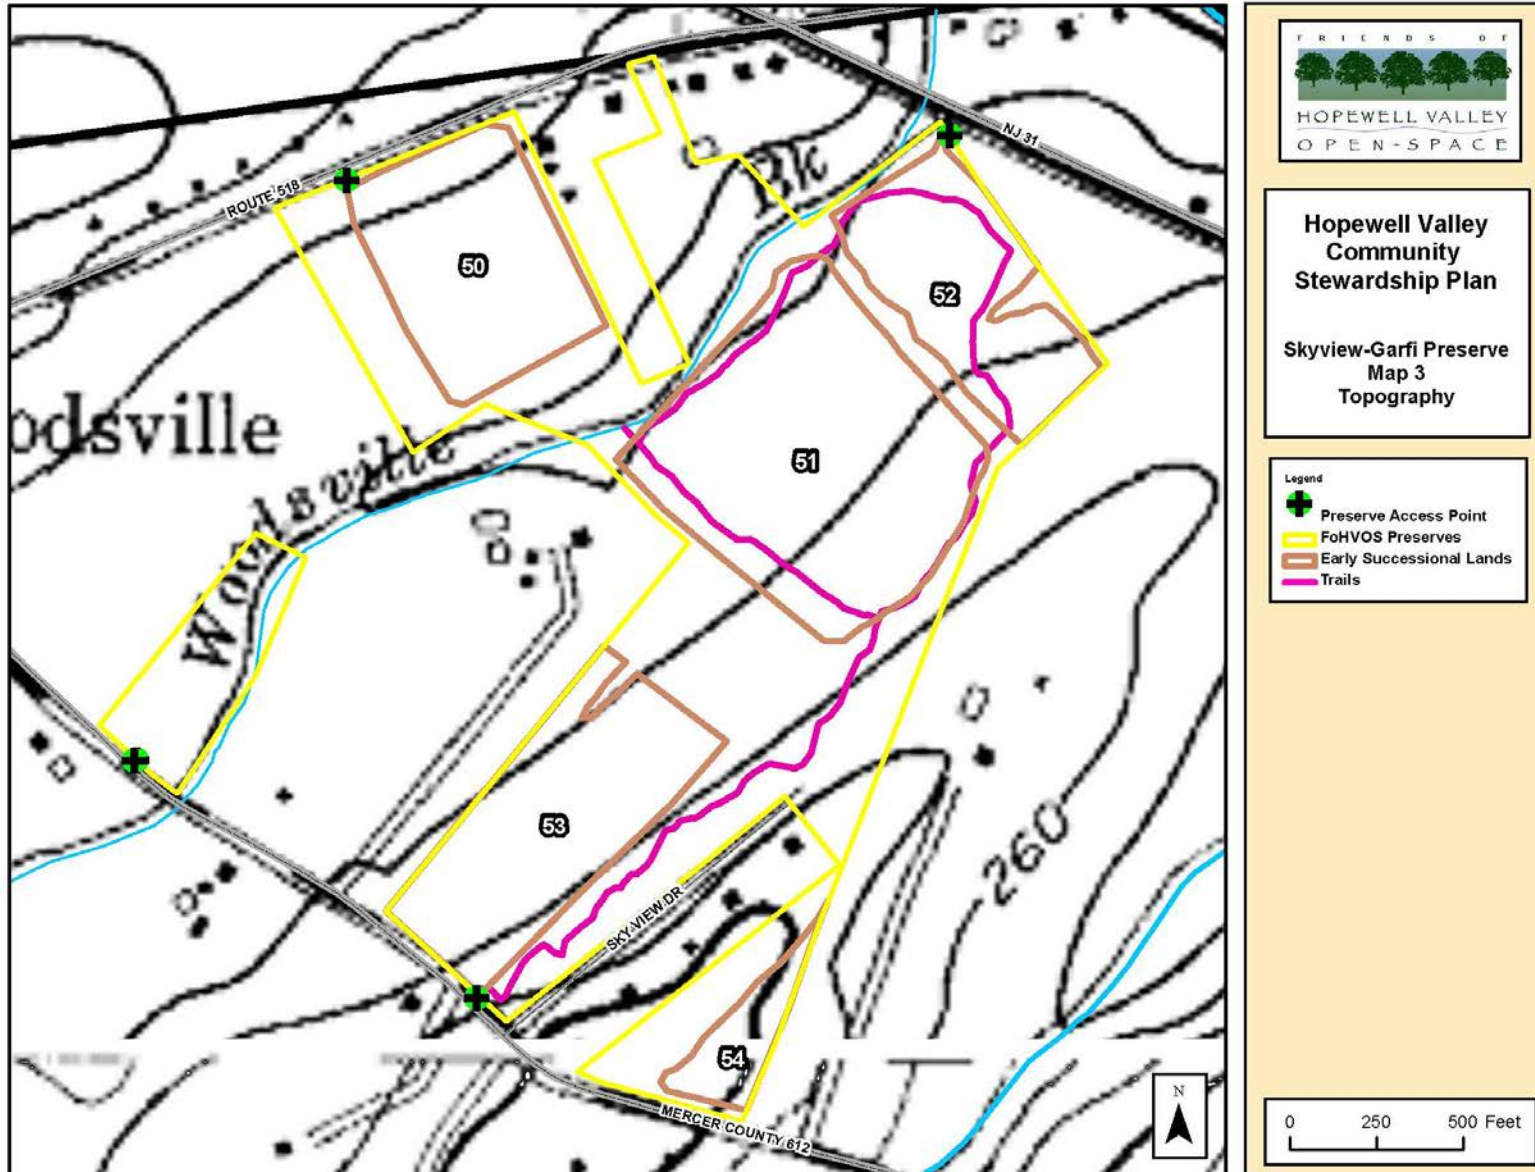 FRIENDS OF
HOPEWELL VALLEY
OPEN-SPACE
Hopewell Valley
Community
Stewardship Plan
Skyview-Garfi Preserve
Map 3
Topography
Legend
Preserve Access Point
FoHVOS Preserves
Early Successional Lands
Trails
0 250 500 Feet
N
NJ 31
ROUTE 518
Bk
50
52
odsville
51
Woodsville
53
260
SKY VIEW DR
54
MERCER COUNTY 612